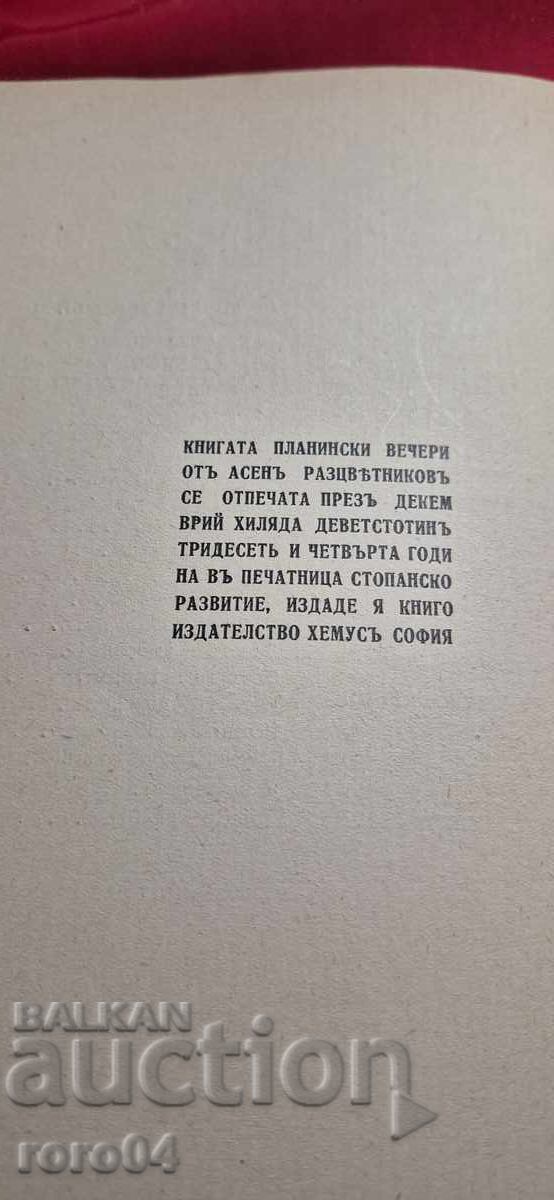 КНИГАТА ПЛАНИНСКИ ВЕЧЕРИ
ОТЪ АСЕНЪ РАЗЦВѢТНИКОВЪ
СЕ ОТПЕЧАТА ПРЕЗЪ ДЕКЕМ
ВРИЙ ХИЛЯДА ДЕВЕТСТОТИНЪ
ТРИДЕСЕТЬ И ЧЕТВЪРТА ГОДИ
НА ВЪ ПЕЧАТНИЦА СТОПАНСКО
РАЗВИТИЕ, ИЗДАДЕ Я КНИГО
ИЗДАТЕЛСТВО ХЕМУСЪ СОФИЯ
BALKAN
auction
roro04